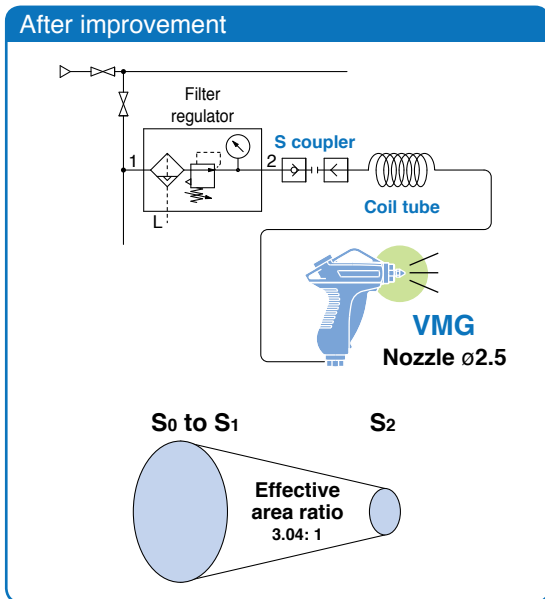 After improvement
Filter
regulator
1
2
S coupler
L
Coil tube
VMG
Nozzle ø2.5
S0 to S1
S2
Effective
area ratio
3.04: 1